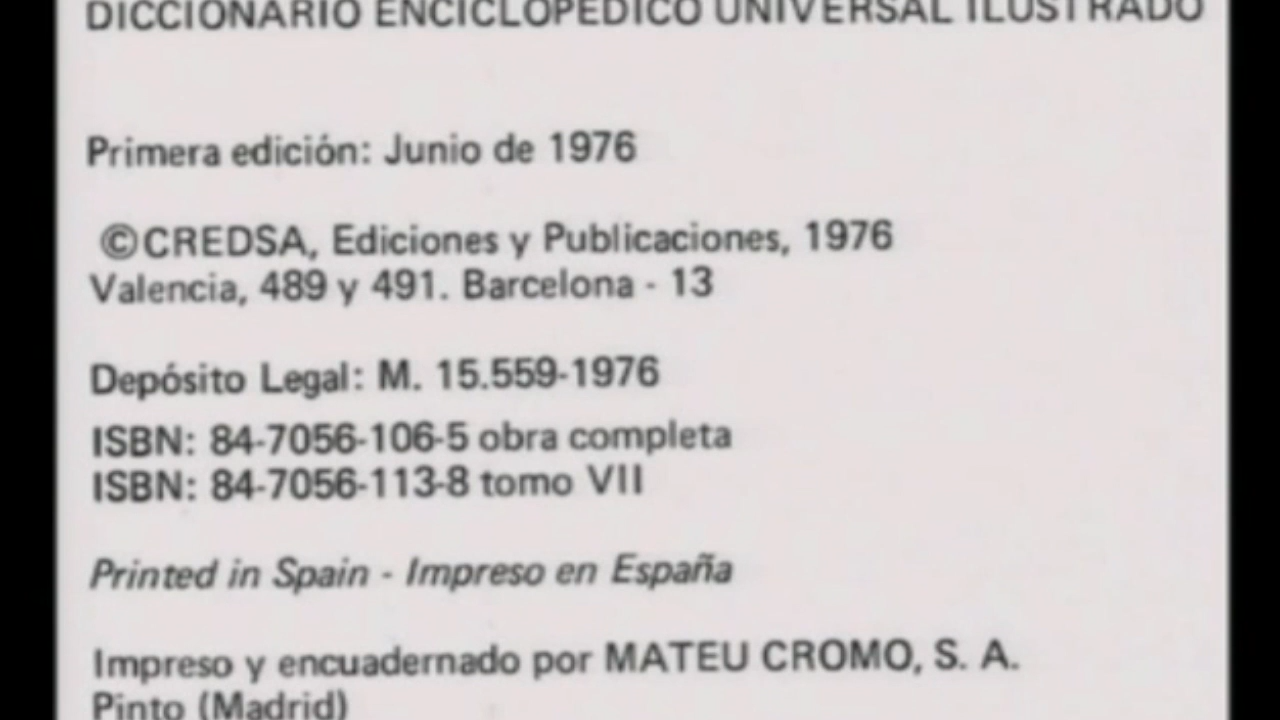 DICCIONARIO ENCICLOPEDICO UNIVERSAL ILUSTRADO
Primera edición: Junio de 1976
©CREDSA, Ediciones y Publicaciones, 1976
Valencia, 489 y 491. Barcelona - 13
Depósito Legal: M. 15.559-1976
ISBN: 84-7056-106-5 obra completa
ISBN: 84-7056-113-8 tomo VII
Printed in Spain - Impreso en España
Impreso y encuadernado por MATEU CROMO, S. A.
Pinto (Madrid)